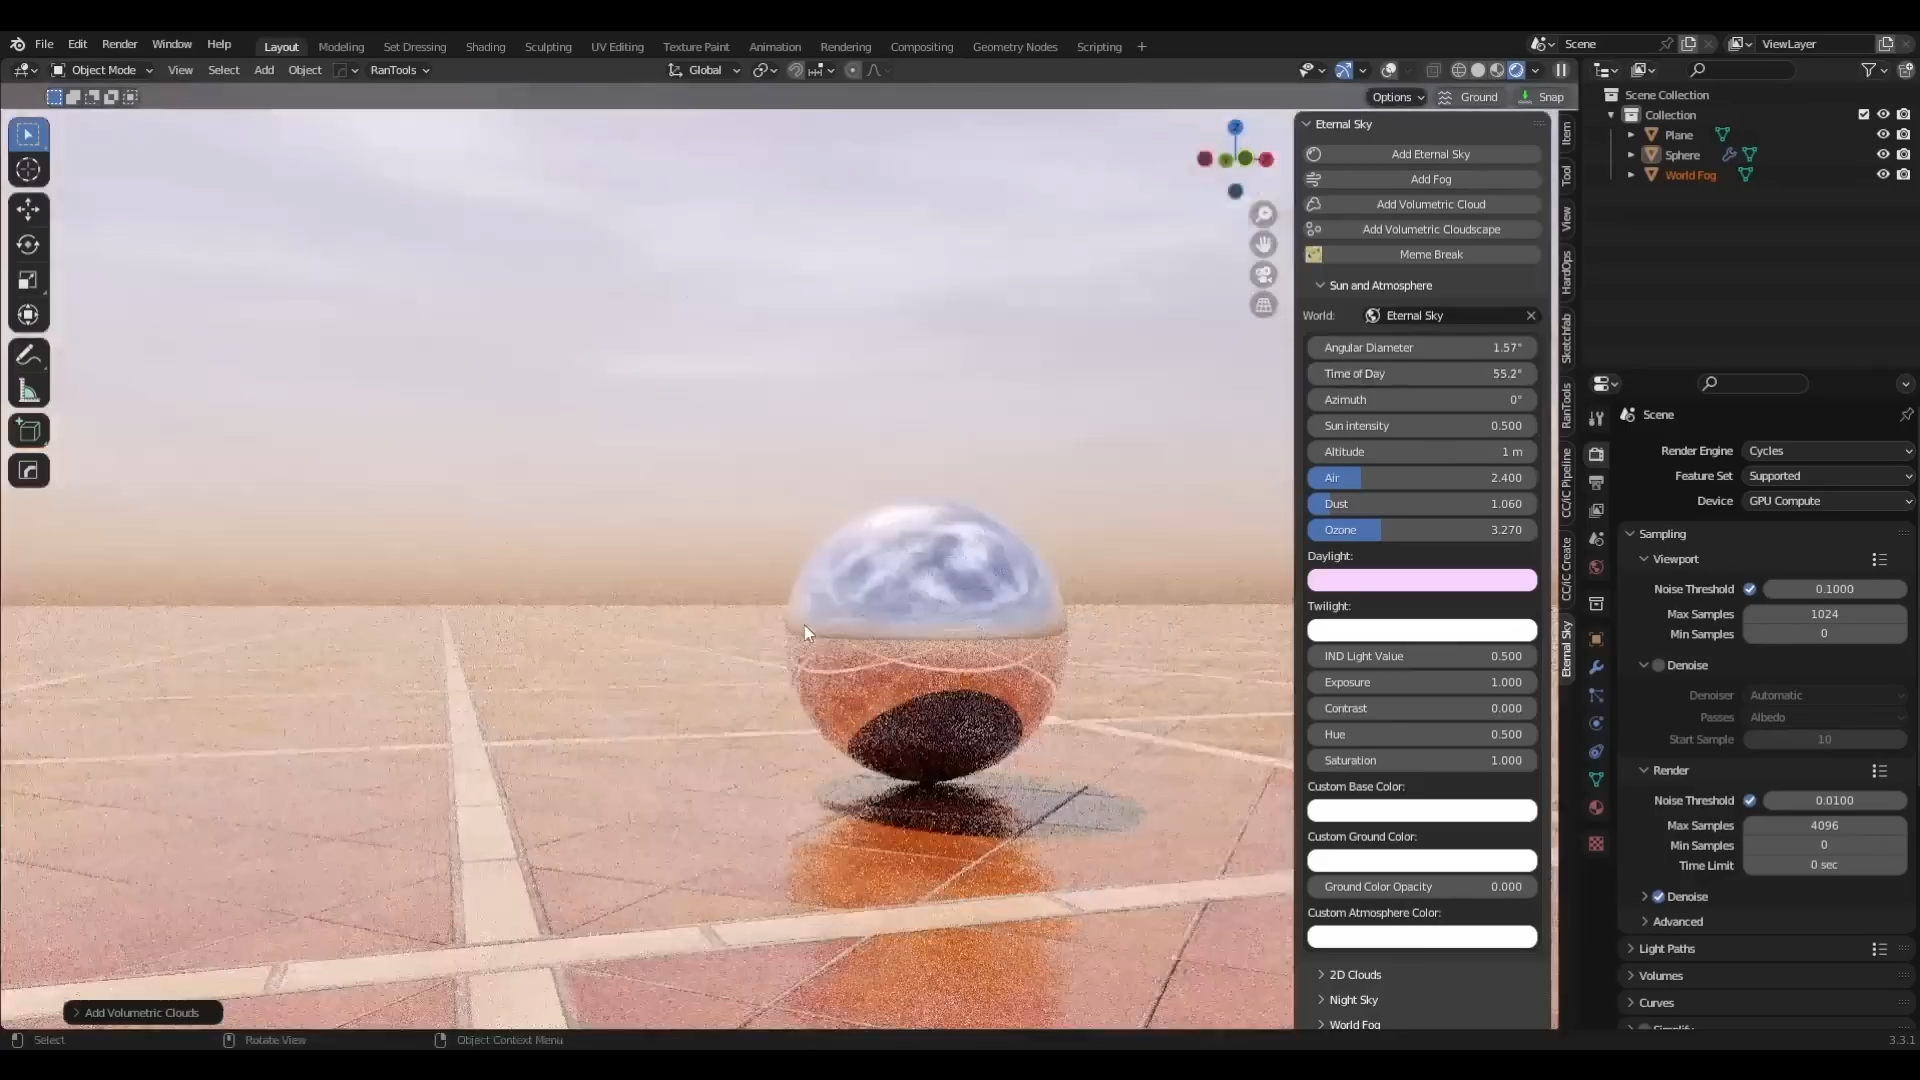 File Edit Render Window Help Layout Modeling Set Dressing Shading Sculpting UV Editing Texture Paint Animation Rendering Compositing Geometry Nodes Scripting + Scene ViewLayer
Object Mode View Select Add Object RanTools Global
Options Ground Snap
Scene Collection
Collection
Plane
Sphere
World Fog
Eternal Sky
Add Eternal Sky
Add Fog
Add Volumetric Cloud
Add Volumetric Cloudscape
Meme Break
Sun and Atmosphere
World: Eternal Sky
Angular Diameter 1.57°
Time of Day 55.2°
Azimuth 0°
Sun intensity 0.500
Altitude 1 m
Air 2.400
Dust 1.060
Ozone 3.270
Daylight:
Twilight:
IND Light Value 0.500
Exposure 1.000
Contrast 0.000
Hue 0.500
Saturation 1.000
Custom Base Color:
Custom Ground Color:
Ground Color Opacity 0.000
Custom Atmosphere Color:
2D Clouds
Night Sky
World Fog
Item
Tool
View
HardOps
Sketchfab
RanTools
CC/iC Pipeline
CC/iC Create
Eternal Sky
Scene
Render Engine Cycles
Feature Set Supported
Device GPU Compute
Sampling
Viewport
Noise Threshold 0.1000
Max Samples 1024
Min Samples 0
Denoise
Denoiser Automatic
Passes Albedo
Start Sample 10
Render
Noise Threshold 0.0100
Max Samples 4096
Min Samples 0
Time Limit 0 sec
Denoise
Advanced
Light Paths
Volumes
Curves
Simplify
Z
Y
Add Volumetric Clouds
Select Rotate View Object Context Menu 3.3.1